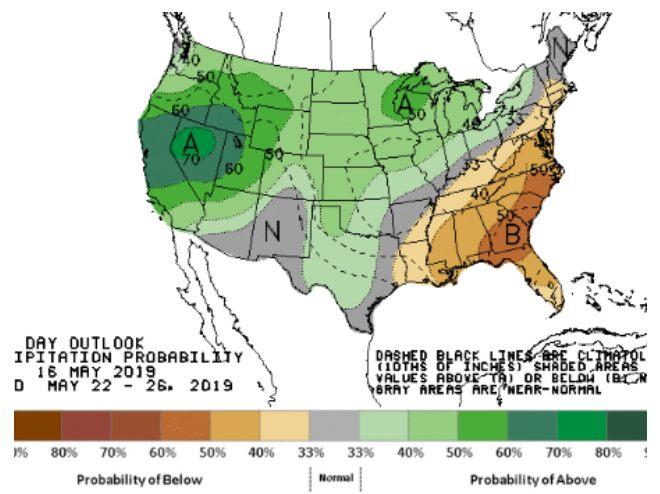 40
50
60
A
70
60
50
N
A
50
40
33
N
33
40
50
50
B
DAY OUTLOOK
IPITATION PROBABILITY
16 MAY 2019
D MAY 22 - 26, 2019
DASHED BLACK LINES ARE CLIMATOL
(10THS OF INCHES) SHADED AREAS
VALUES ABOVE (A) OR BELOW (B)
GRAY AREAS ARE NEAR-NORMAL
80% 70% 60% 50% 40% 33% 33% 40% 50% 60% 70% 80%
Probability of Below Normal Probability of Above